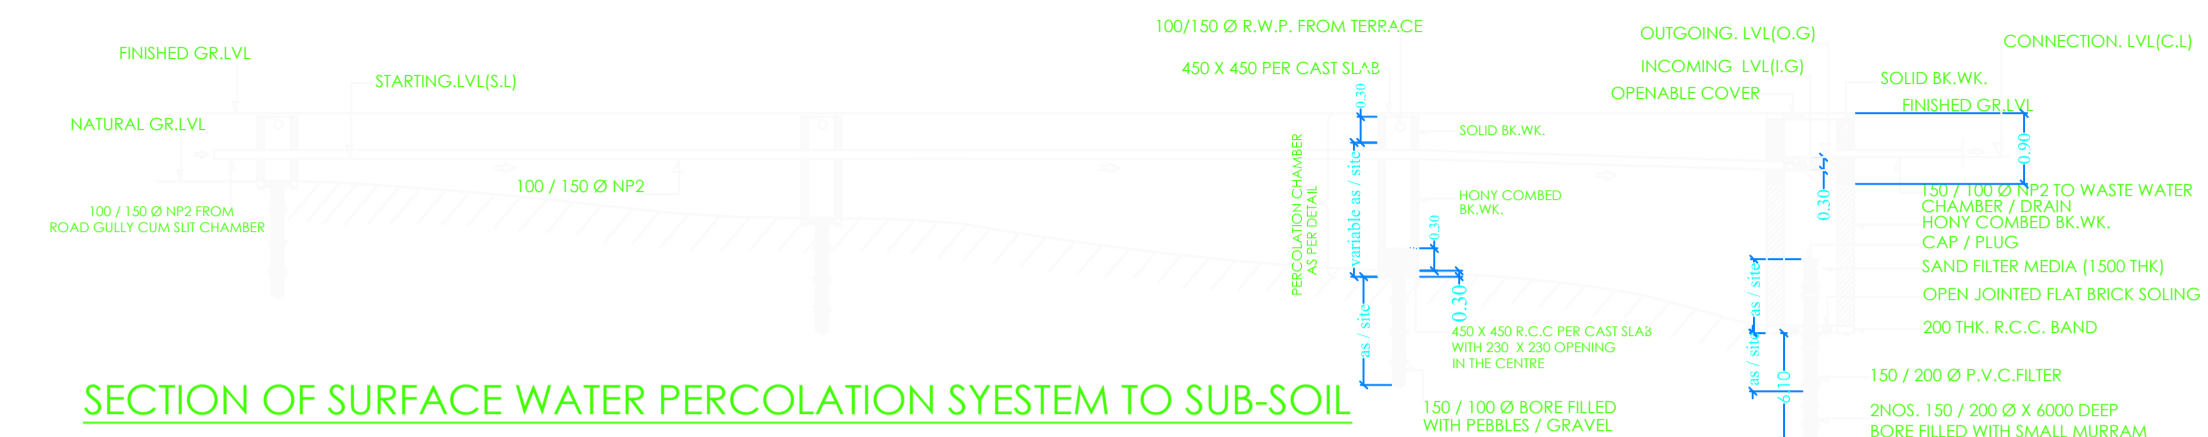 FINISHED GR.LVL
STARTING.LVL(S.L)
NATURAL GR.LVL
100 / 150 Ø NP2 FROM
ROAD GULLY CUM SLIT CHAMBER
100 / 150 Ø NP2
100/150 Ø R.W.P. FROM TERRACE
450 X 450 PER CAST SLAB
0.30
PERCOLATION CHAMBER
AS PER DETAIL
variable as / site
as / site
SOLID BK.WK.
HONY COMBED
BK.WK.
0.30
0.30
450 X 450 R.C.C PER CAST SLAB
WITH 230 X 230 OPENING
IN THE CENTRE
150 / 100 Ø BORE FILLED
WITH PEBBLES / GRAVEL
OUTGOING. LVL(O.G)
INCOMING LVL(I.G)
OPENABLE COVER
CONNECTION. LVL(C.L)
SOLID BK.WK.
FINISHED GR.LVL
0.90
0.30
150 / 100 Ø NP2 TO WASTE WATER
CHAMBER / DRAIN
HONY COMBED BK.WK.
CAP / PLUG
SAND FILTER MEDIA (1500 THK)
OPEN JOINTED FLAT BRICK SOLING
200 THK. R.C.C. BAND
as / site
as / site
6.10
150 / 200 Ø P.V.C.FILTER
2NOS. 150 / 200 Ø X 6000 DEEP
BORE FILLED WITH SMALL MURRAM
SECTION OF SURFACE WATER PERCOLATION SYESTEM TO SUB-SOIL